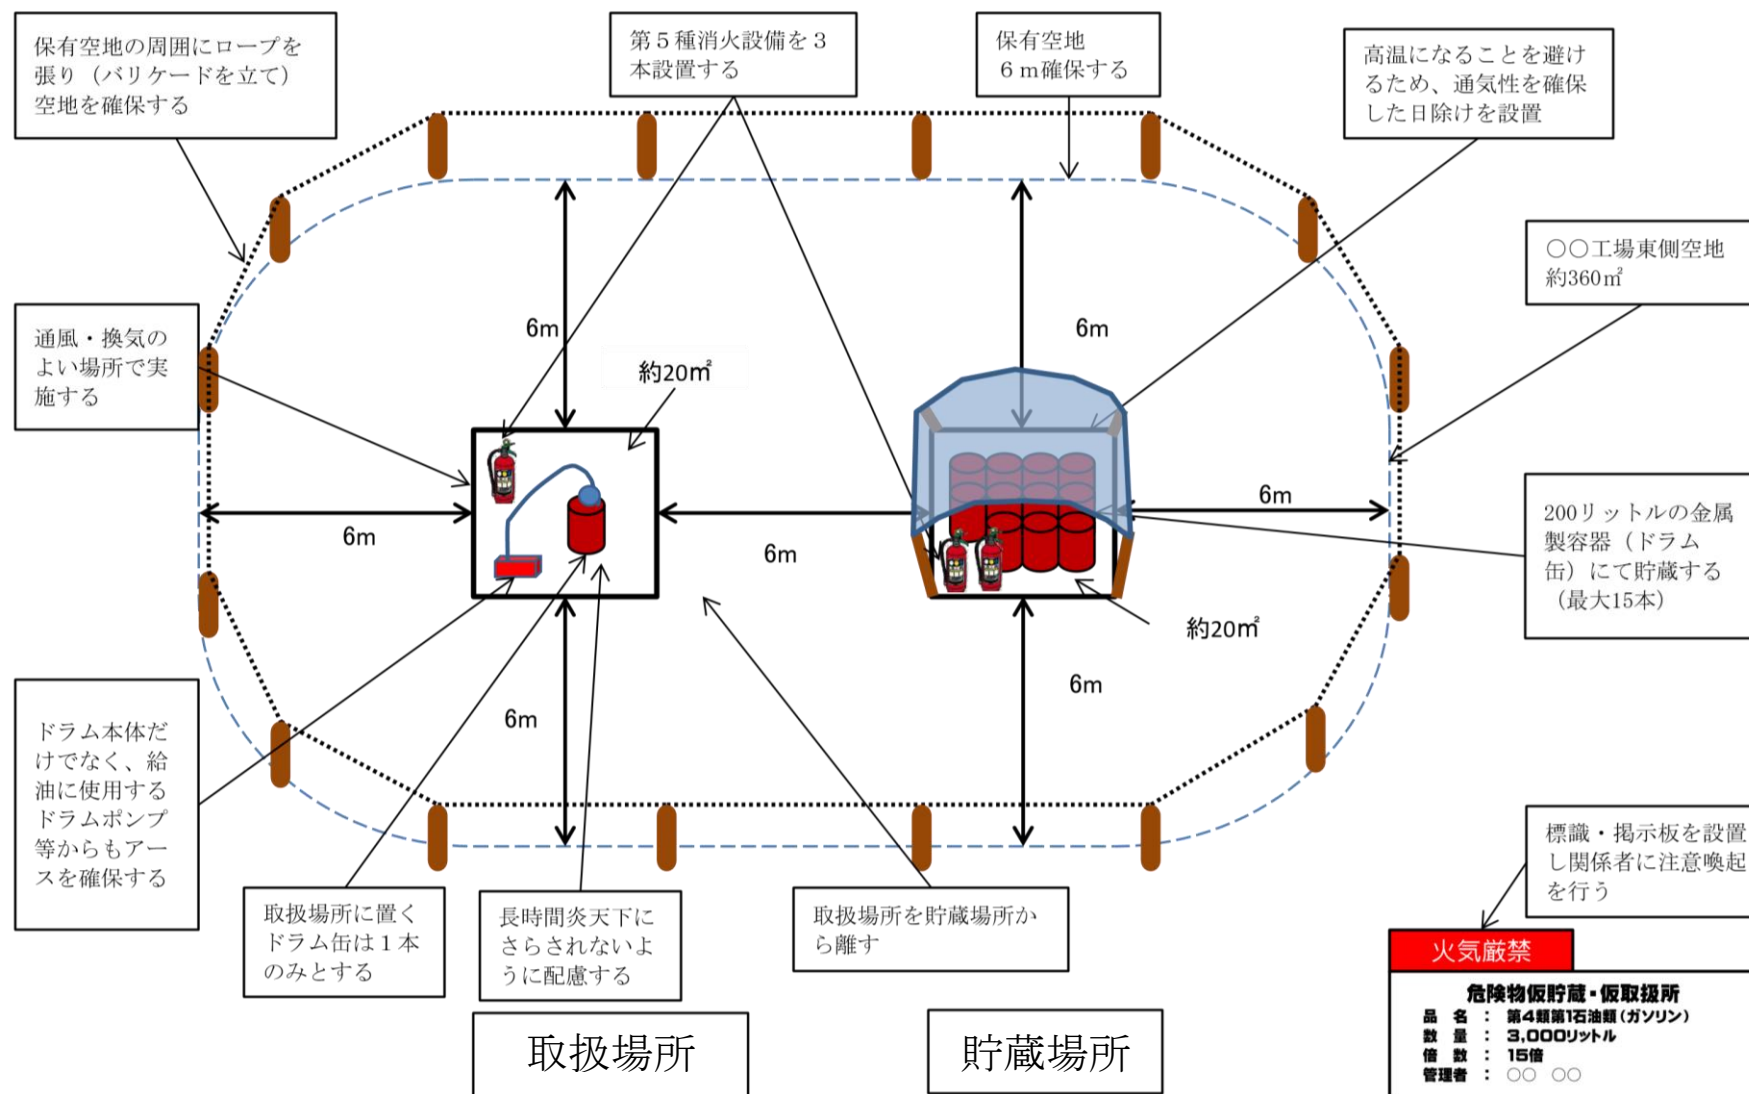 保有空地の周囲にロープを
張り（バリケードを立て）
空地を確保する
第５種消火設備を３
本設置する
保有空地
６ｍ確保する
高温になることを避け
るため、通気性を確保
した日除けを設置
○○工場東側空地
約360㎡
通風・換気の
よい場所で実
施する
6m
6m
約20㎡
6m
6m
6m
200リットルの金属
製容器（ドラム
缶）にて貯蔵する
（最大15本）
約20㎡
6m
6m
ドラム本体だ
けでなく、給
油に使用する
ドラムポンプ
等からもアー
スを確保する
取扱場所に置く
ドラム缶は１本
のみとする
長時間炎天下に
さらされないよ
うに配慮する
取扱場所を貯蔵場所か
ら離す
標識・掲示板を設置
し関係者に注意喚起
を行う
火気厳禁
危険物仮貯蔵・仮取扱所
品　名　：　第4類第1石油類（ガソリン）
数　量　：　3,000リットル
倍　数　：　15倍
管理者　：　○○　○○
取扱場所
貯蔵場所